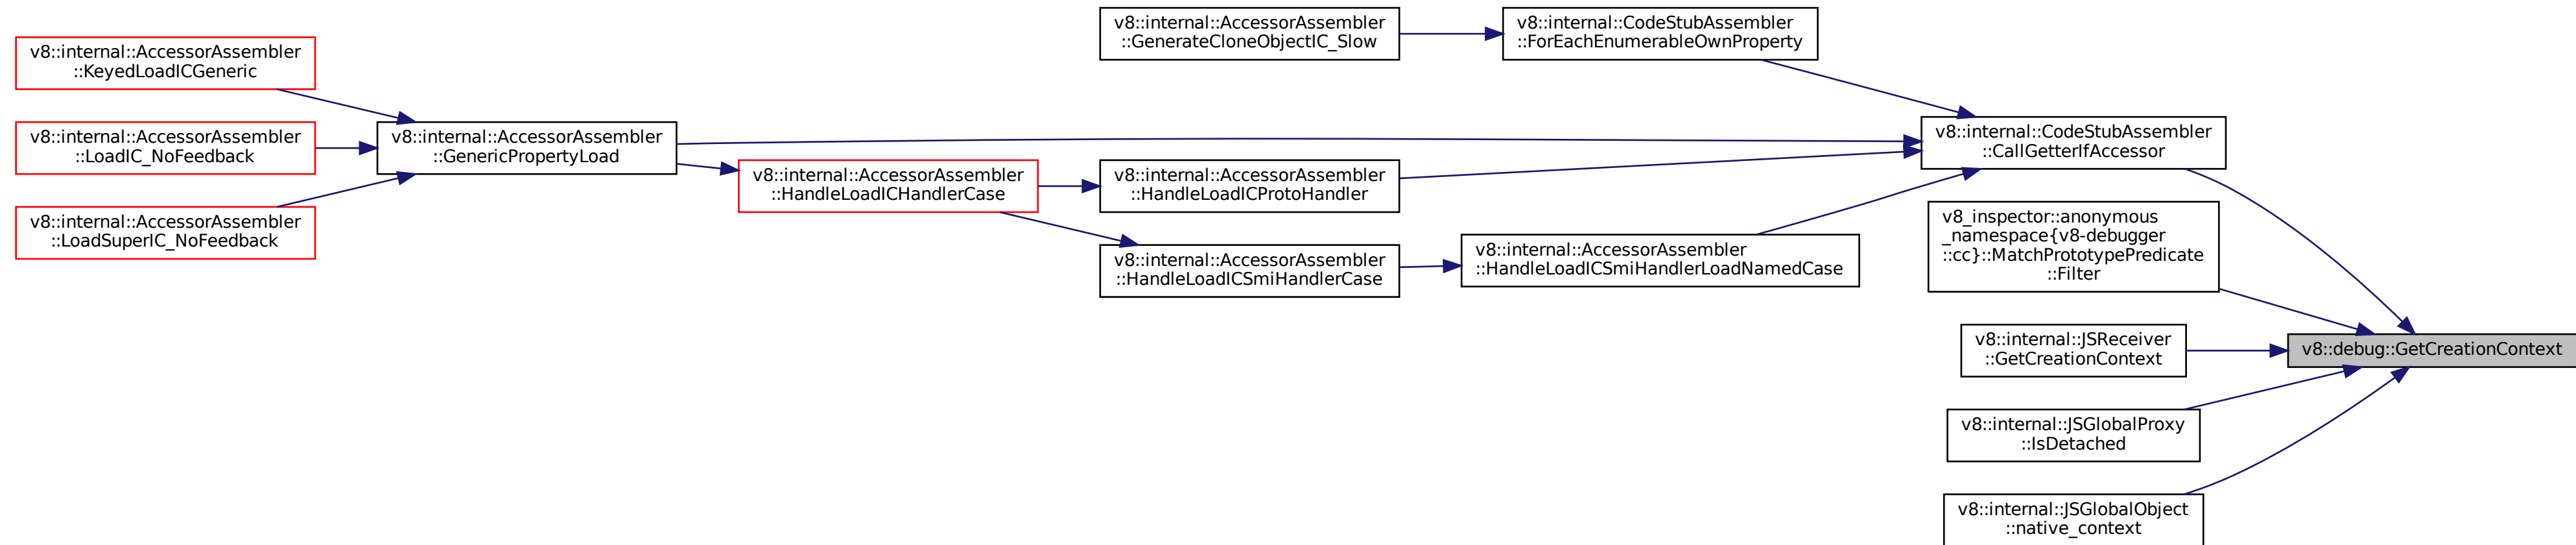 v8::internal::AccessorAssembler
::KeyedLoadICGeneric
v8::internal::AccessorAssembler
::LoadIC_NoFeedback
v8::internal::AccessorAssembler
::LoadSuperIC_NoFeedback
v8::internal::AccessorAssembler
::GenericPropertyLoad
v8::internal::AccessorAssembler
::HandleLoadICHandlerCase
v8::internal::AccessorAssembler
::GenerateCloneObjectIC_Slow
v8::internal::AccessorAssembler
::HandleLoadICProtoHandler
v8::internal::AccessorAssembler
::HandleLoadICSmiHandlerCase
v8::internal::CodeStubAssembler
::ForEachEnumerableOwnProperty
v8::internal::AccessorAssembler
::HandleLoadICSmiHandlerLoadNamedCase
v8::internal::CodeStubAssembler
::CallGetterIfAccessor
v8_inspector::anonymous
_namespace{v8-debugger
::cc}::MatchPrototypePredicate
::Filter
v8::internal::JSReceiver
::GetCreationContext
v8::internal::JSGlobalProxy
::IsDetached
v8::internal::JSGlobalObject
::native_context
v8::debug::GetCreationContext